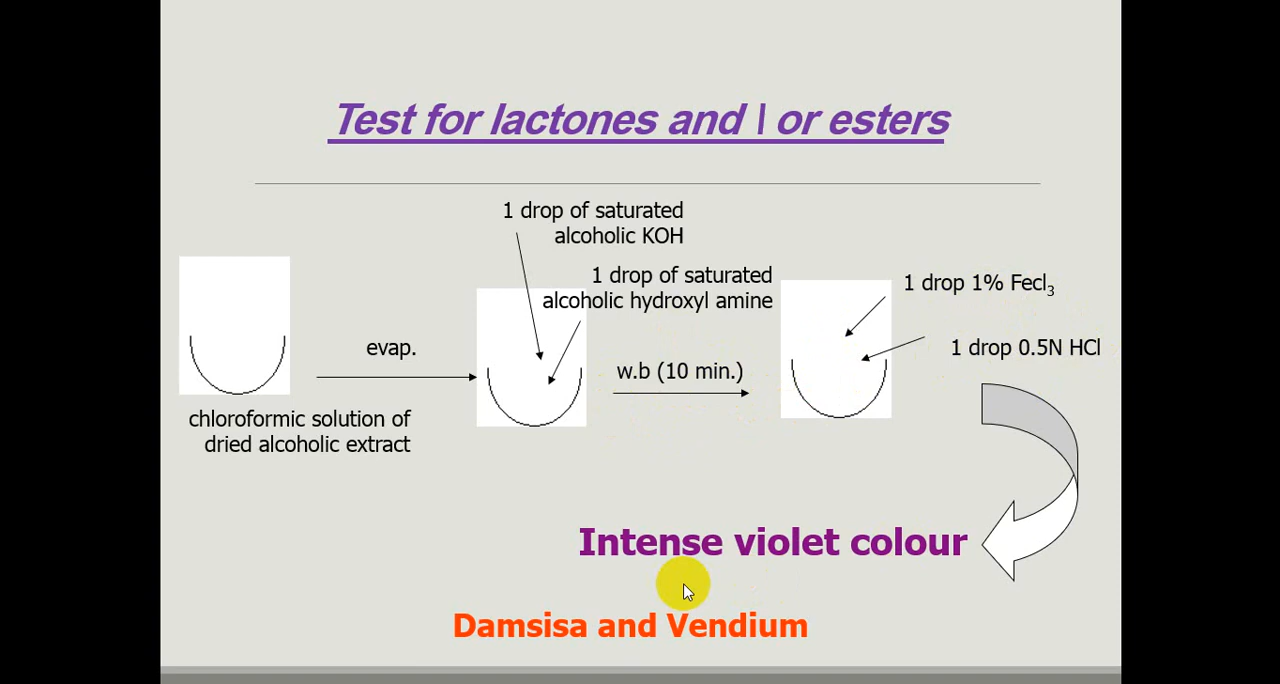 Test for lactones and \ or esters
1 drop of saturated
alcoholic KOH
1 drop of saturated
alcoholic hydroxyl amine
1 drop 1% Fecl₃
1 drop 0.5N HCl
evap.
w.b (10 min.)
chloroformic solution of
dried alcoholic extract
Intense violet colour
Damsisa and Vendium